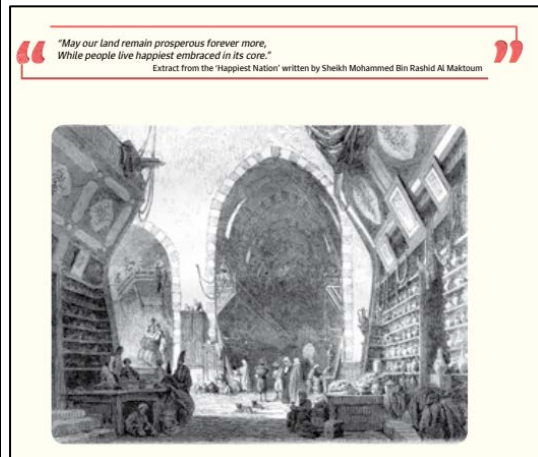 “May our land remain prosperous forever more,
While people live happiest embraced in its core.”
Extract from the ‘Happiest Nation’ written by Sheikh Mohammed Bin Rashid Al Maktoum